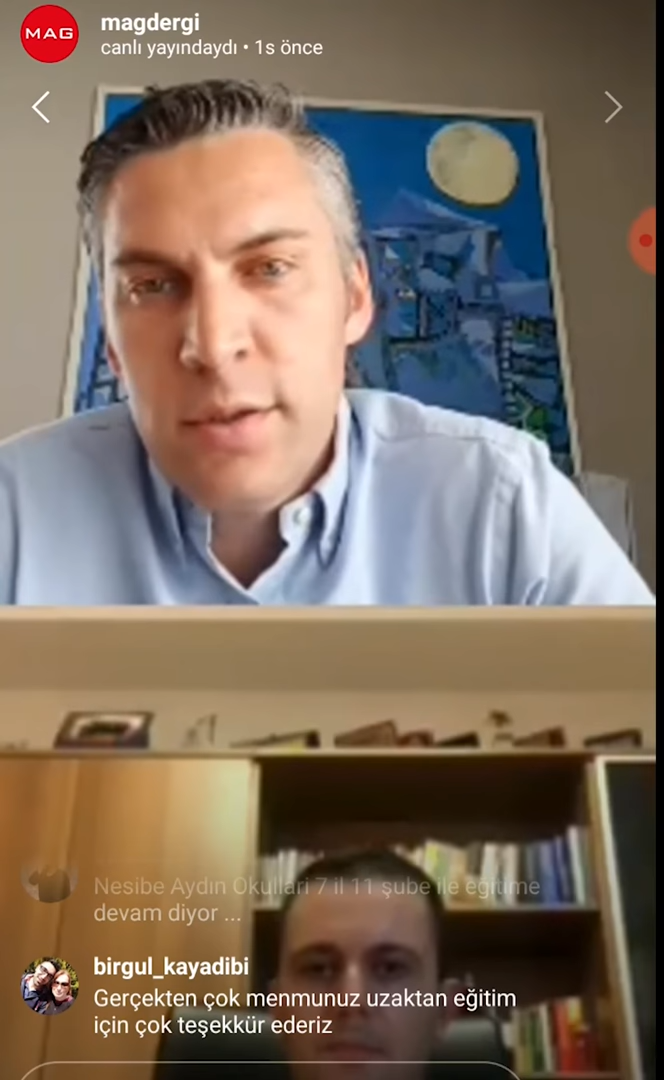 MAG
magdergi
canlı yayındaydı • 1s önce
Nesibe Aydın Okullari 7 il 11 şube ile eğitime
devam diyor ...
birgul_kayadibi
Gerçekten çok menmunuz uzaktan eğitim
için çok teşekkür ederiz